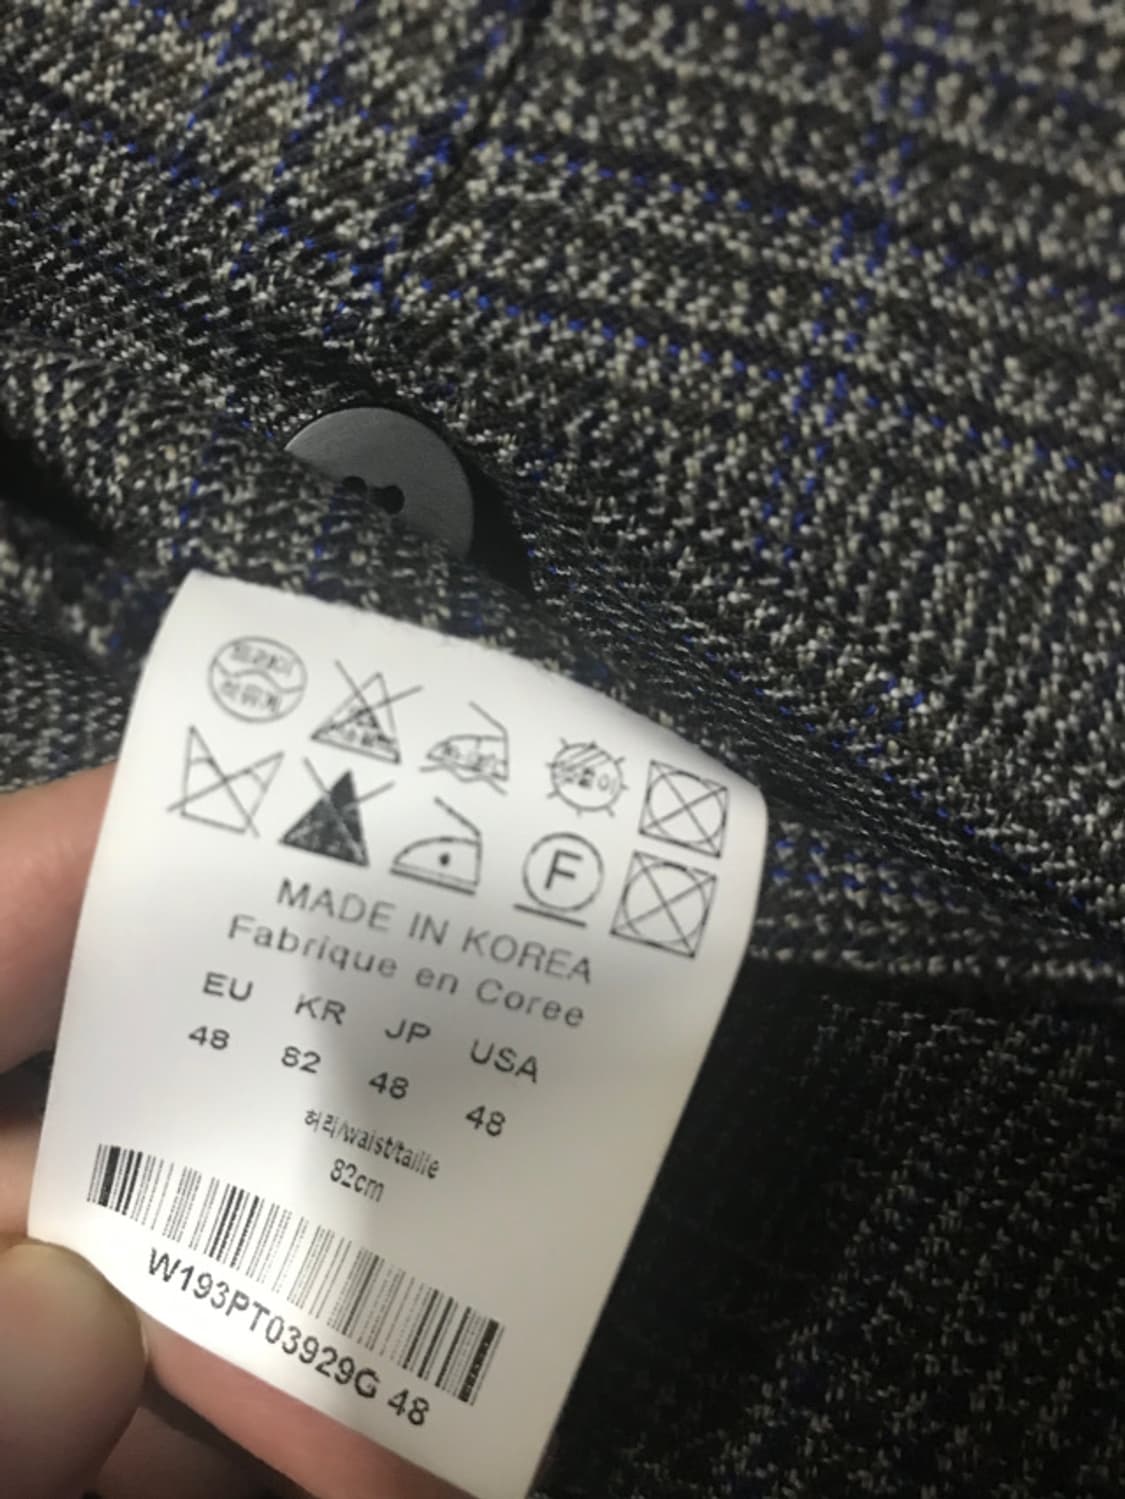 F
MADE IN KOREA
Fabrique en Coree
EU KR JP USA
48 82 48 48
허리/waist/taille
82cm
W193PT03929G 48